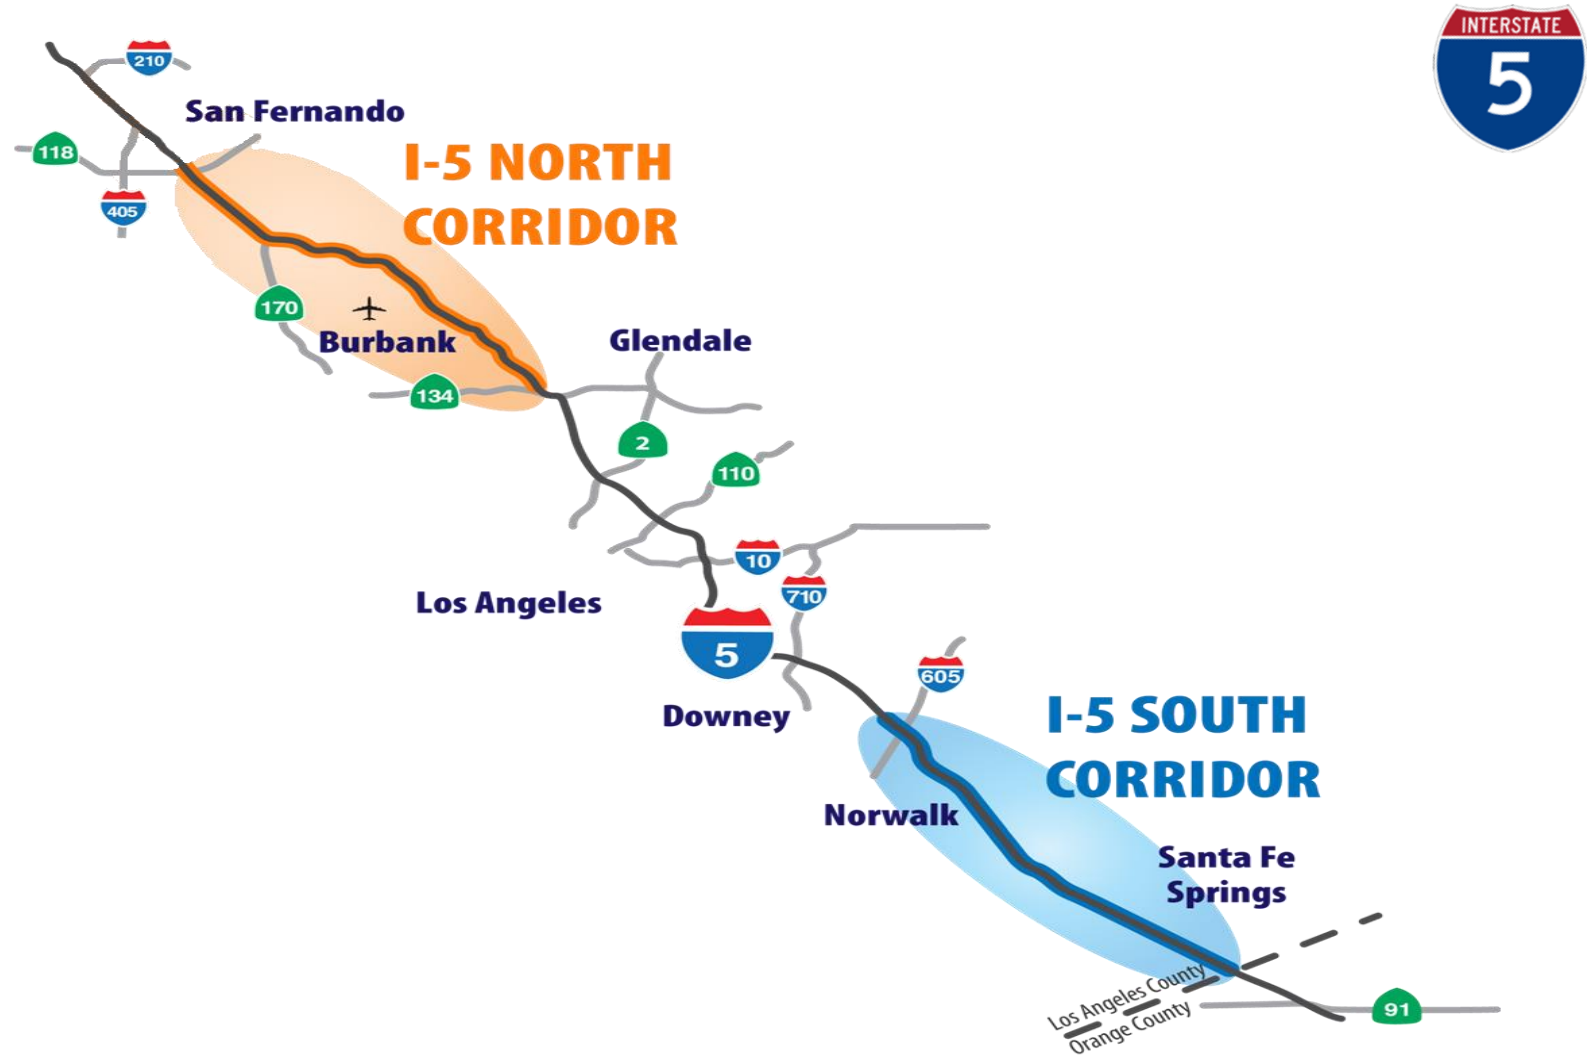 INTERSTATE
5
210
San Fernando
118
I-5 NORTH
CORRIDOR
405
170
Burbank
Glendale
134
2
110
10
710
Los Angeles
5
605
Downey
I-5 SOUTH
CORRIDOR
Norwalk
Santa Fe
Springs
Los Angeles County
Orange County
91